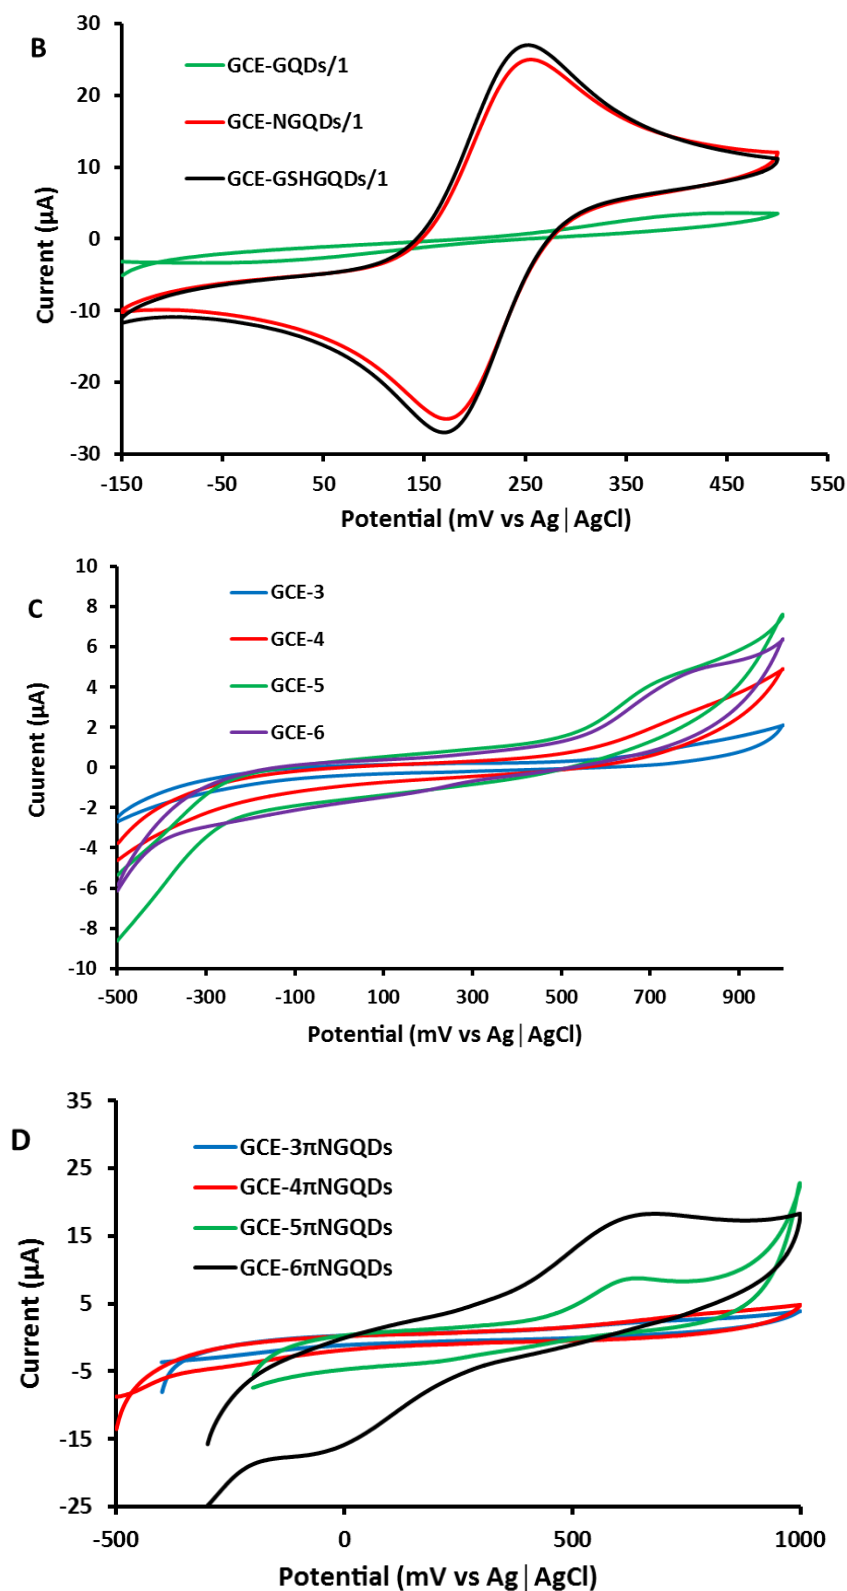 B
30
20
10
0
-10
-20
-30
Current (µA)
GCE-GQDs/1
GCE-NGQDs/1
GCE-GSHGQDs/1
-150 -50 50 150 250 350 450 550
Potential (mV vs Ag|AgCl)
C
10
8
6
4
2
0
-2
-4
-6
-8
-10
Cuurent (µA)
GCE-3
GCE-4
GCE-5
GCE-6
-500 -300 -100 100 300 500 700 900
Potential (mV vs Ag|AgCl)
D
35
25
15
5
-5
-15
-25
Current (µA)
GCE-3πNGQDs
GCE-4πNGQDs
GCE-5πNGQDs
GCE-6πNGQDs
-500 0 500 1000
Potential (mV vs Ag|AgCl)